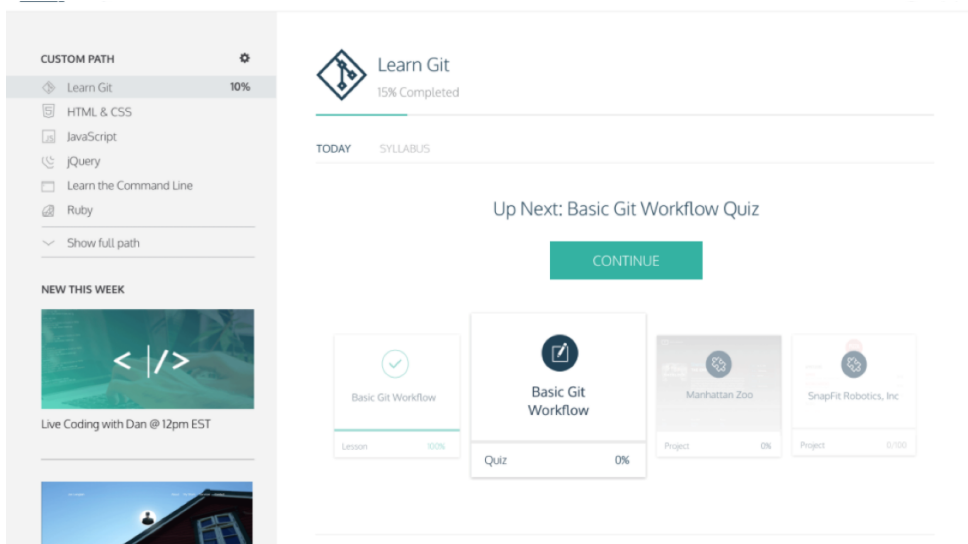 CUSTOM PATH
Learn Git 10%
HTML & CSS
JavaScript
jQuery
Learn the Command Line
Ruby
Show full path
NEW THIS WEEK
< | / >
Live Coding with Dan @ 12pm EST
Learn Git
15% Completed
TODAY SYLLABUS
Up Next: Basic Git Workflow Quiz
CONTINUE
Basic Git Workflow
Lesson 100%
Basic Git
Workflow
Quiz 0%
Manhattan Zoo
Project 0%
SnapFit Robotics, Inc
Project 0/100